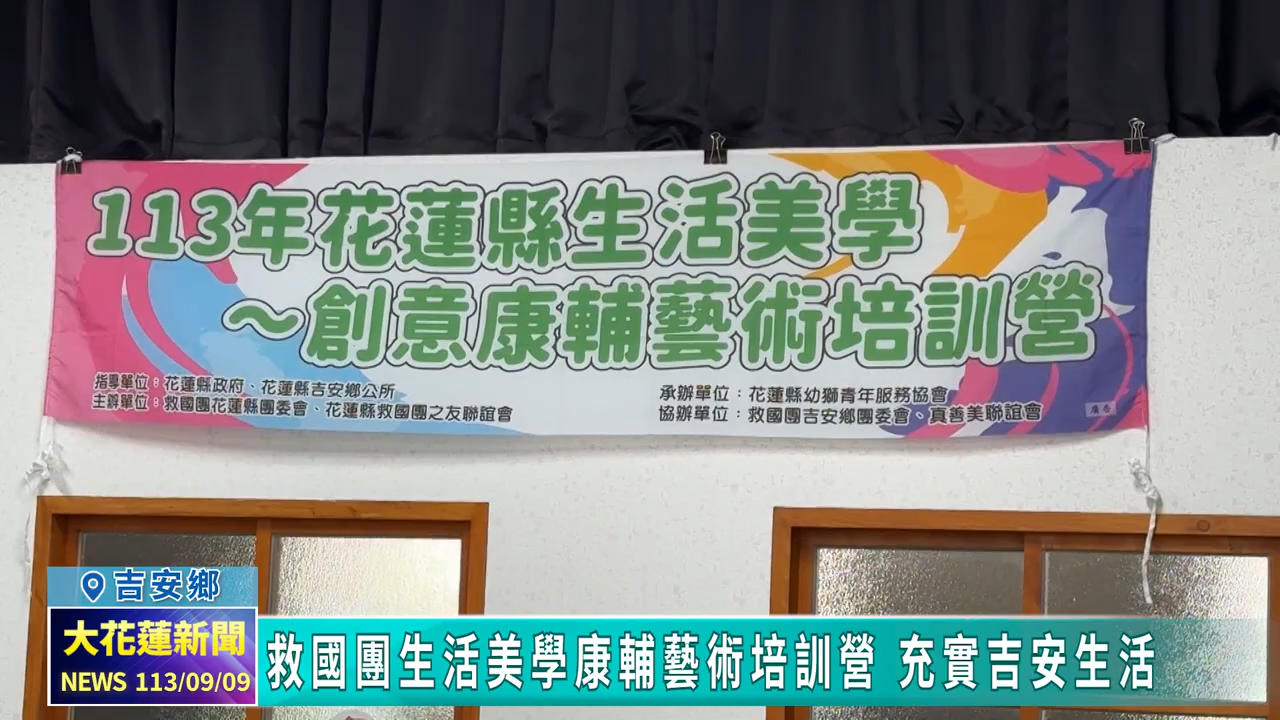 113年花蓮縣生活美學
～創意康輔藝術培訓營
指導單位：花蓮縣政府、花蓮縣吉安鄉公所
主辦單位：救國團花蓮縣團委會、花蓮縣救國團之友聯誼會
承辦單位：花蓮縣幼獅青年服務協會
協辦單位：救國團吉安鄉團委會、真善美聯誼會
廣告
吉安鄉
大花蓮新聞
NEWS 113/09/09
救國團生活美學康輔藝術培訓營 充實吉安生活